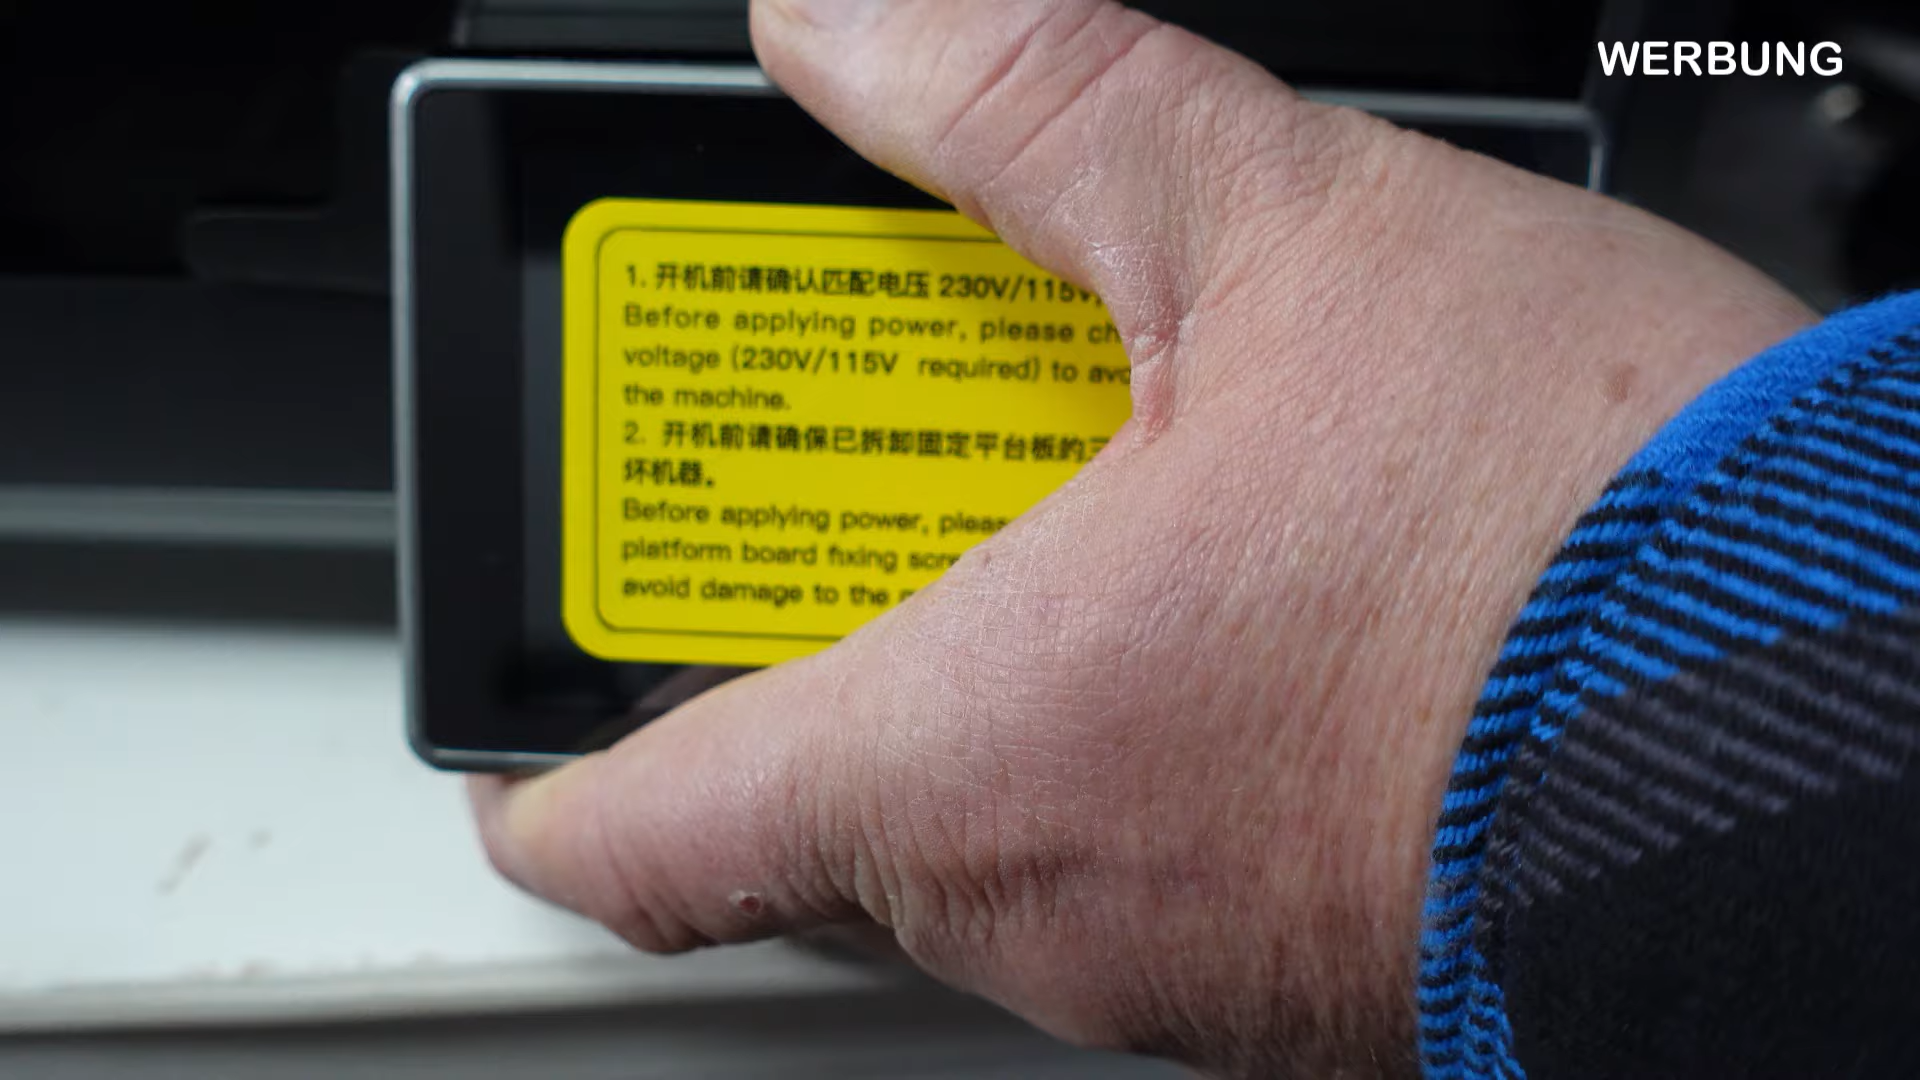 WERBUNG
1. 开机前请确认匹配电压 230V/115V,
Before applying power, please
voltage (230V/115V required) to
the machine.
2. 开机前请确保已拆卸固定平台板的三
坏机器。
Before applying power,
platform board fixing
avoid damage to the